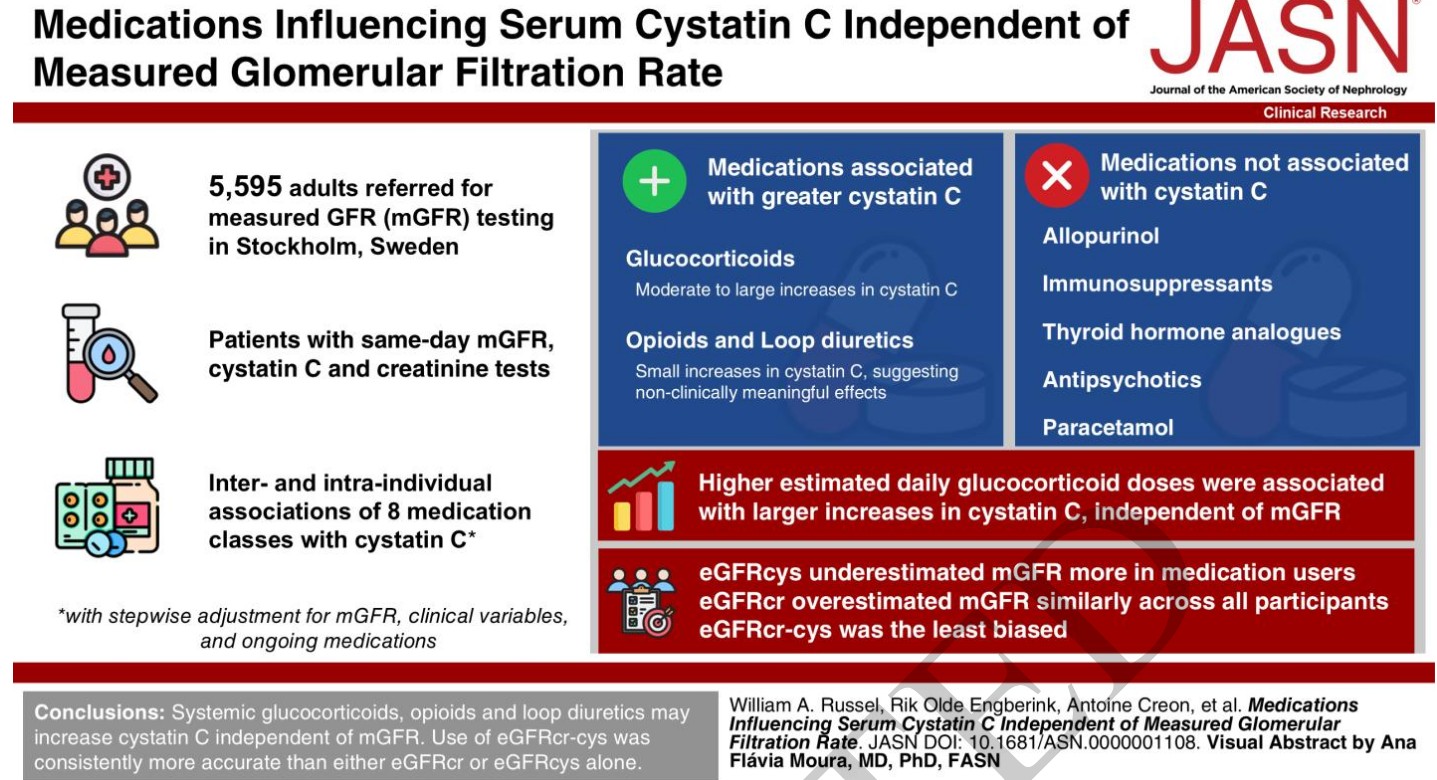 Medications Influencing Serum Cystatin C Independent of
Measured Glomerular Filtration Rate
JASN®
Journal of the American Society of Nephrology
Clinical Research
5,595 adults referred for
measured GFR (mGFR) testing
in Stockholm, Sweden
Patients with same-day mGFR,
cystatin C and creatinine tests
Inter- and intra-individual
associations of 8 medication
classes with cystatin C*
*with stepwise adjustment for mGFR, clinical variables,
and ongoing medications
Medications associated
with greater cystatin C
Glucocorticoids
Moderate to large increases in cystatin C
Opioids and Loop diuretics
Small increases in cystatin C, suggesting
non-clinically meaningful effects
Medications not associated
with cystatin C
Allopurinol
Immunosuppressants
Thyroid hormone analogues
Antipsychotics
Paracetamol
Higher estimated daily glucocorticoid doses were associated
with larger increases in cystatin C, independent of mGFR
eGFRcys underestimated mGFR more in medication users
eGFRcr overestimated mGFR similarly across all participants
eGFRcr-cys was the least biased
Conclusions: Systemic glucocorticoids, opioids and loop diuretics may
increase cystatin C independent of mGFR. Use of eGFRcr-cys was
consistently more accurate than either eGFRcr or eGFRcys alone.
William A. Russel, Rik Olde Engberink, Antoine Creon, et al. Medications
Influencing Serum Cystatin C Independent of Measured Glomerular
Filtration Rate. JASN DOI: 10.1681/ASN.0000001108. Visual Abstract by Ana
Flávia Moura, MD, PhD, FASN
TED